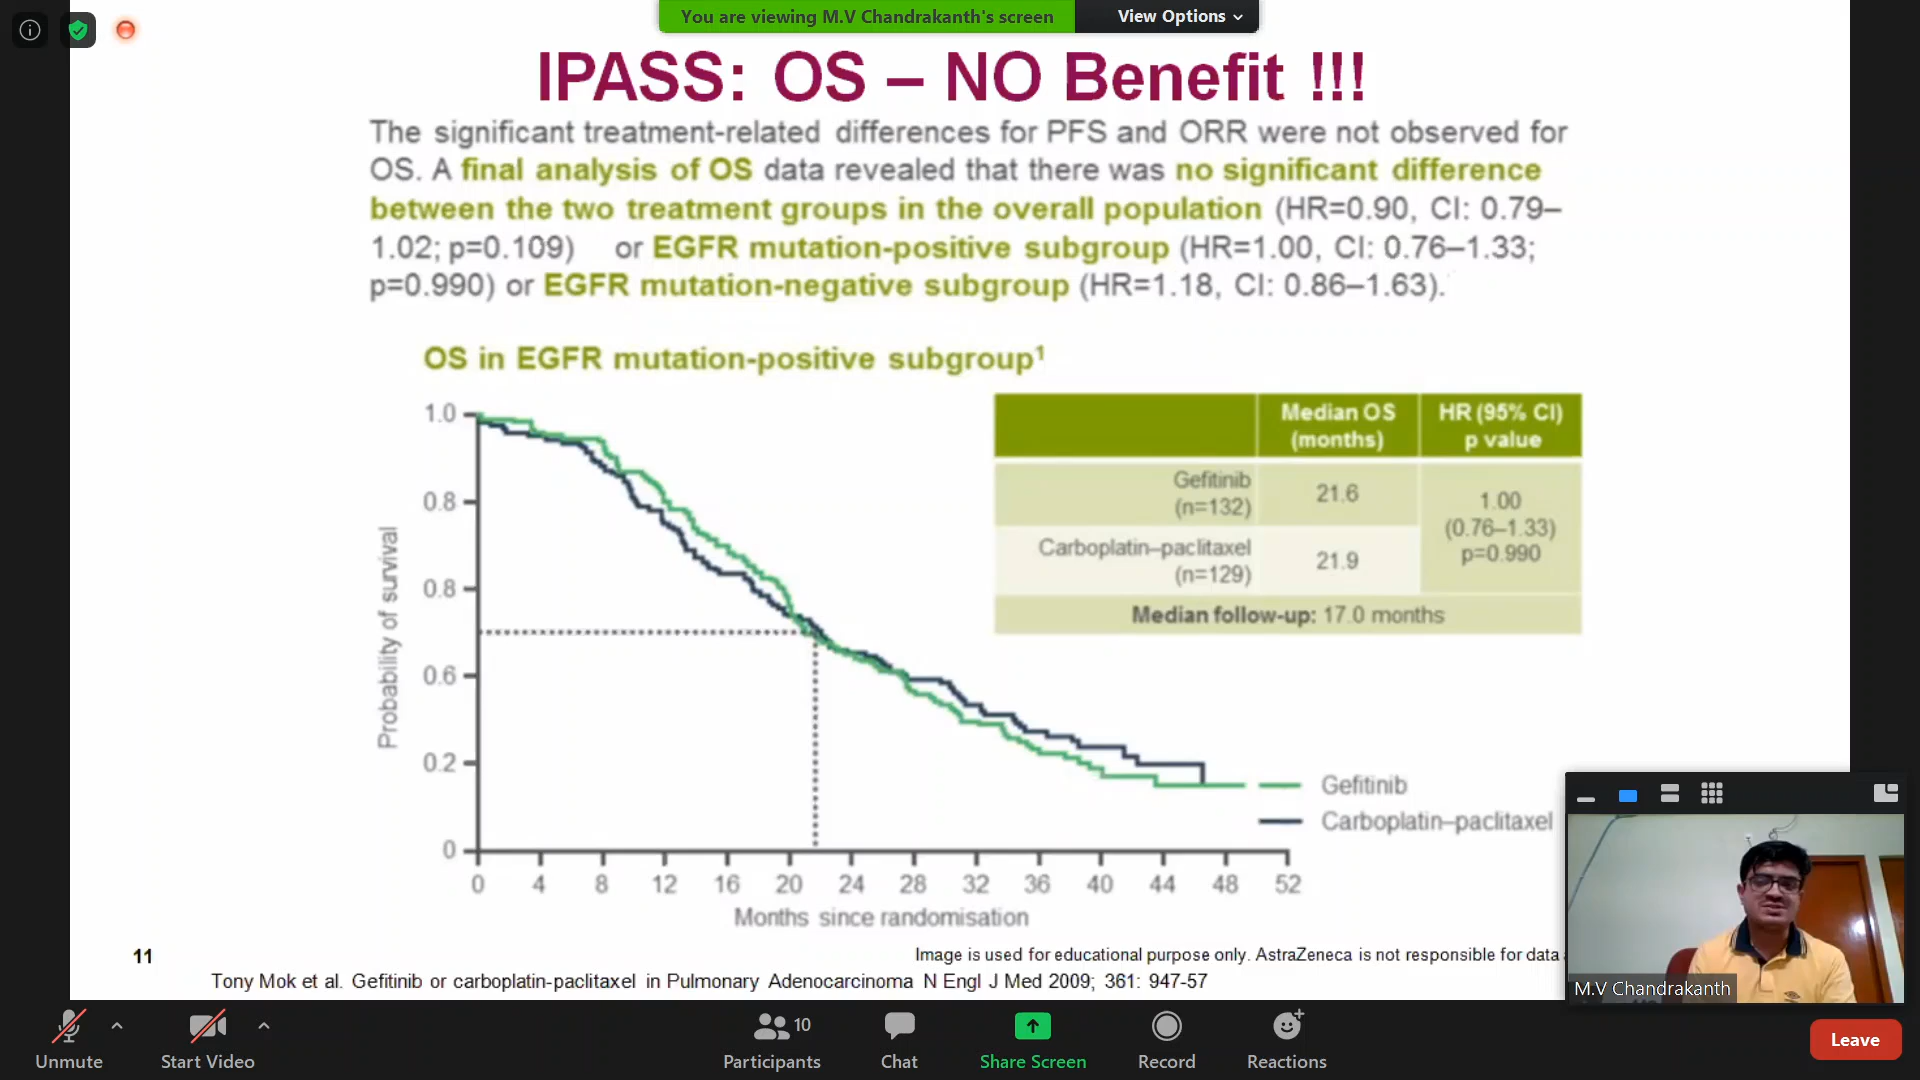 You are viewing M.V Chandrakanth's screen
View Options
IPASS: OS – NO Benefit !!!
The significant treatment-related differences for PFS and ORR were not observed for
OS. A final analysis of OS data revealed that there was no significant difference
between the two treatment groups in the overall population (HR=0.90, CI: 0.79–
1.02; p=0.109) or EGFR mutation-positive subgroup (HR=1.00, CI: 0.76–1.33;
p=0.990) or EGFR mutation-negative subgroup (HR=1.18, CI: 0.86–1.63).
OS in EGFR mutation-positive subgroup¹
Probability of survival
1.0
0.8
0.8
0.6
0.2
0
0 4 8 12 16 20 24 28 32 36 40 44 48 52
Months since randomisation
Median OS
(months)
HR (95% CI)
p value
Gefitinib
(n=132)
21.6
1.00
(0.76–1.33)
p=0.990
Carboplatin–paclitaxel
(n=129)
21.9
Median follow-up: 17.0 months
Gefitinib
Carboplatin–paclitaxel
11
Image is used for educational purpose only. AstraZeneca is not responsible for data
Tony Mok et al. Gefitinib or carboplatin-paclitaxel in Pulmonary Adenocarcinoma N Engl J Med 2009; 361: 947-57
M.V Chandrakanth
Unmute
Start Video
10
Participants
Chat
Share Screen
Record
Reactions
Leave